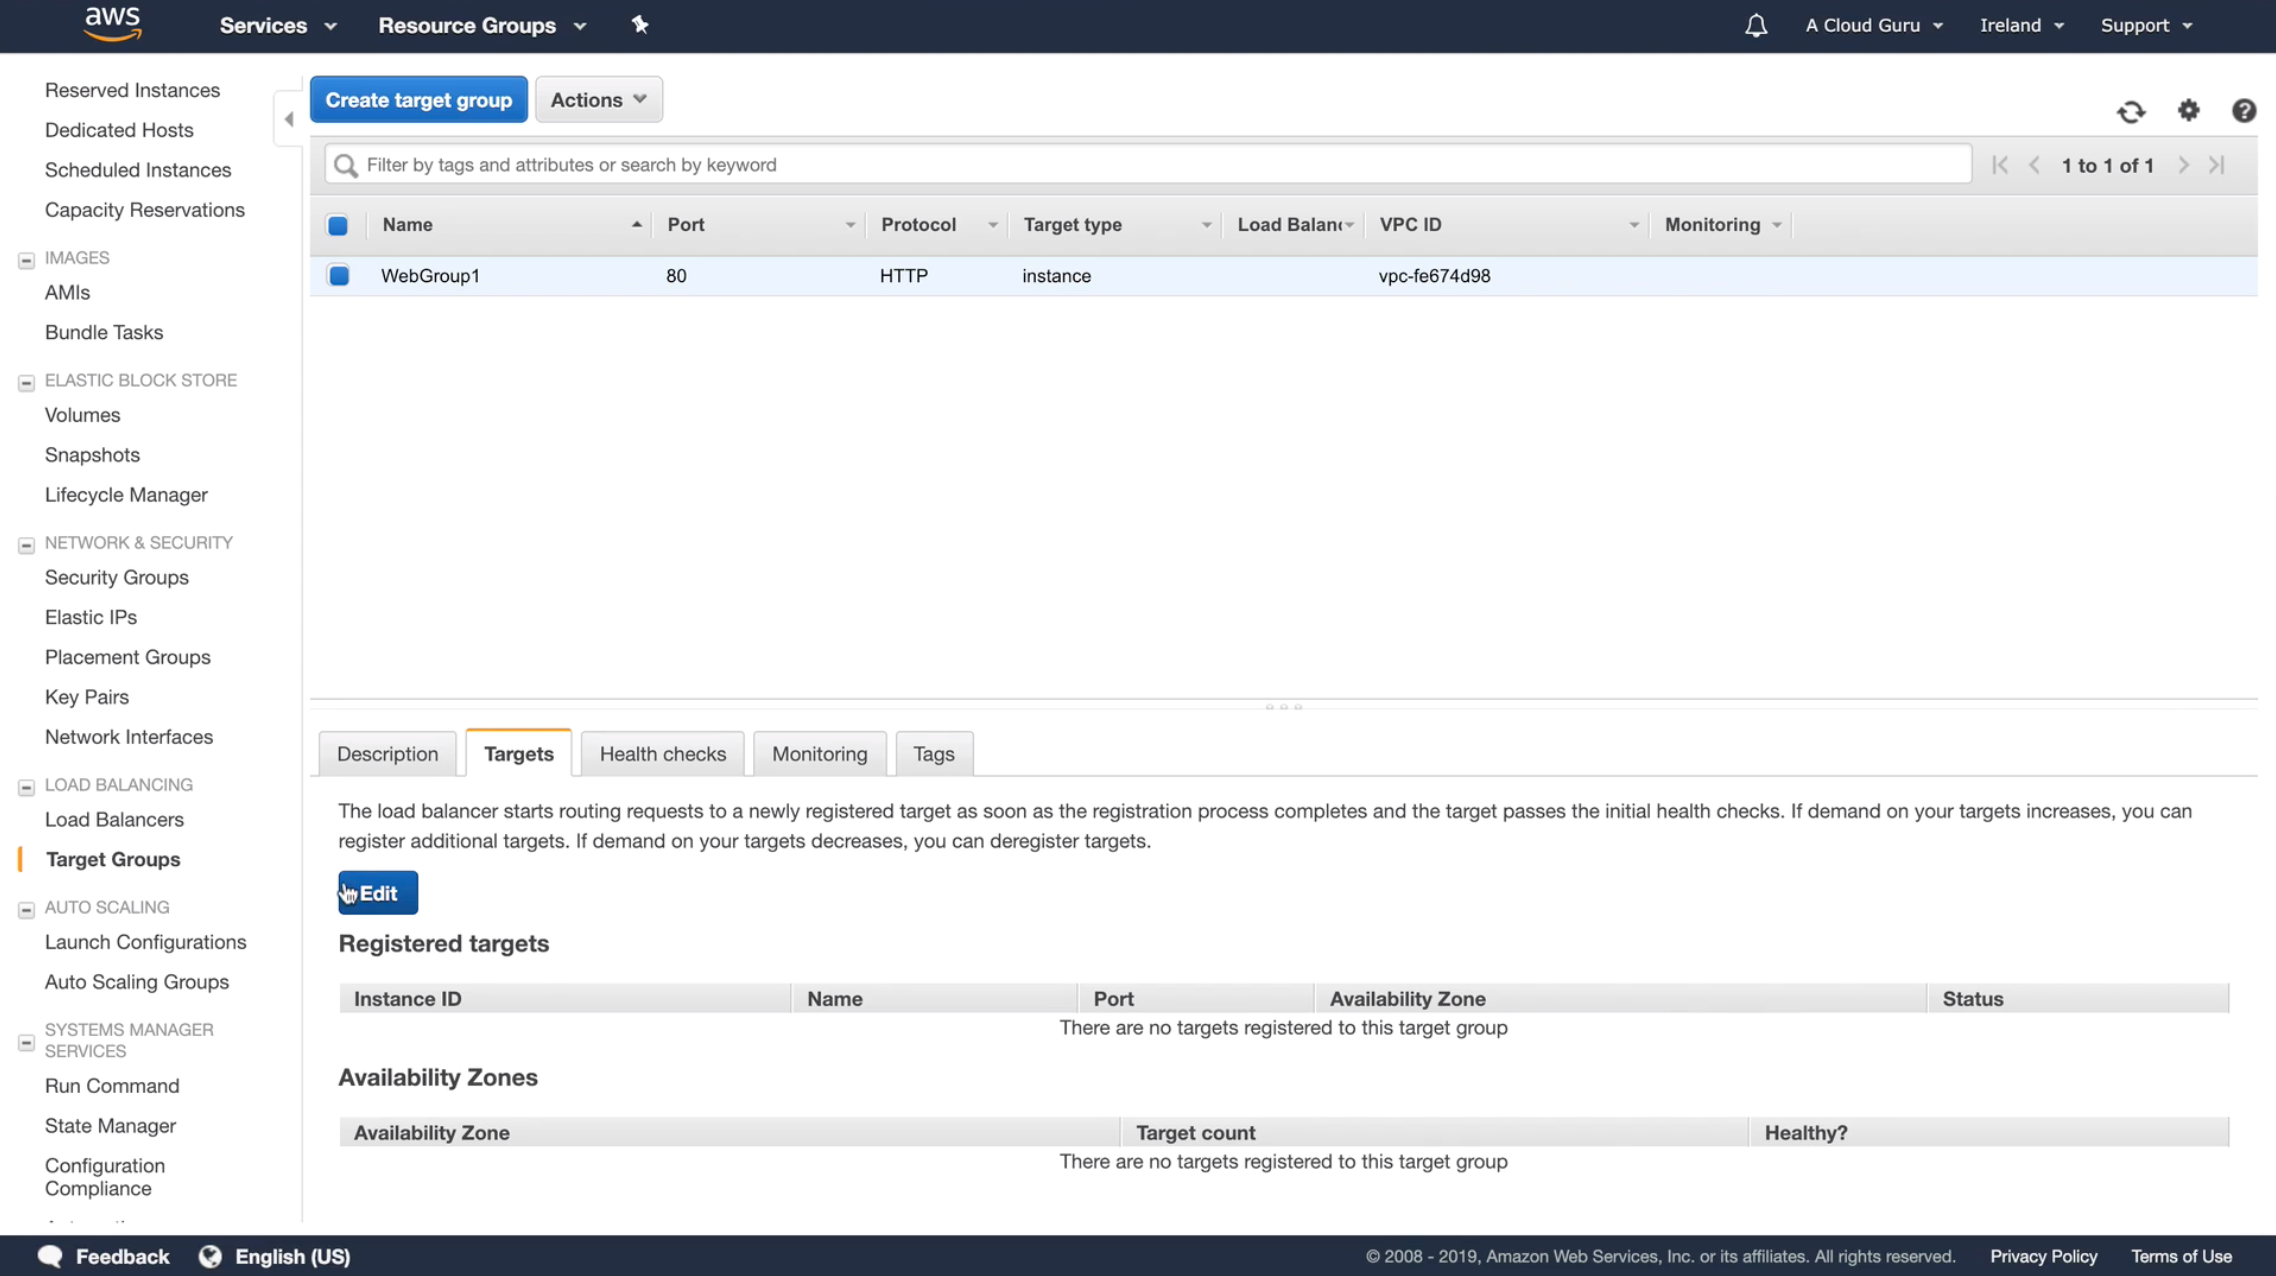 aws
Services
Resource Groups
A Cloud Guru
Ireland
Support
Reserved Instances
Dedicated Hosts
Scheduled Instances
Capacity Reservations
IMAGES
AMIs
Bundle Tasks
ELASTIC BLOCK STORE
Volumes
Snapshots
Lifecycle Manager
NETWORK & SECURITY
Security Groups
Elastic IPs
Placement Groups
Key Pairs
Network Interfaces
LOAD BALANCING
Load Balancers
Target Groups
AUTO SCALING
Launch Configurations
Auto Scaling Groups
SYSTEMS MANAGER
SERVICES
Run Command
State Manager
Configuration
Compliance
Create target group
Actions
Filter by tags and attributes or search by keyword
1 to 1 of 1
Name Port Protocol Target type Load Balanc VPC ID Monitoring
WebGroup1 80 HTTP instance vpc-fe674d98
Description
Targets
Health checks
Monitoring
Tags
The load balancer starts routing requests to a newly registered target as soon as the registration process completes and the target passes the initial health checks. If demand on your targets increases, you can
register additional targets. If demand on your targets decreases, you can deregister targets.
Edit
Registered targets
Instance ID Name Port Availability Zone Status
There are no targets registered to this target group
Availability Zones
Availability Zone Target count Healthy?
There are no targets registered to this target group
Feedback
English (US)
© 2008 - 2019, Amazon Web Services, Inc. or its affiliates. All rights reserved.
Privacy Policy
Terms of Use